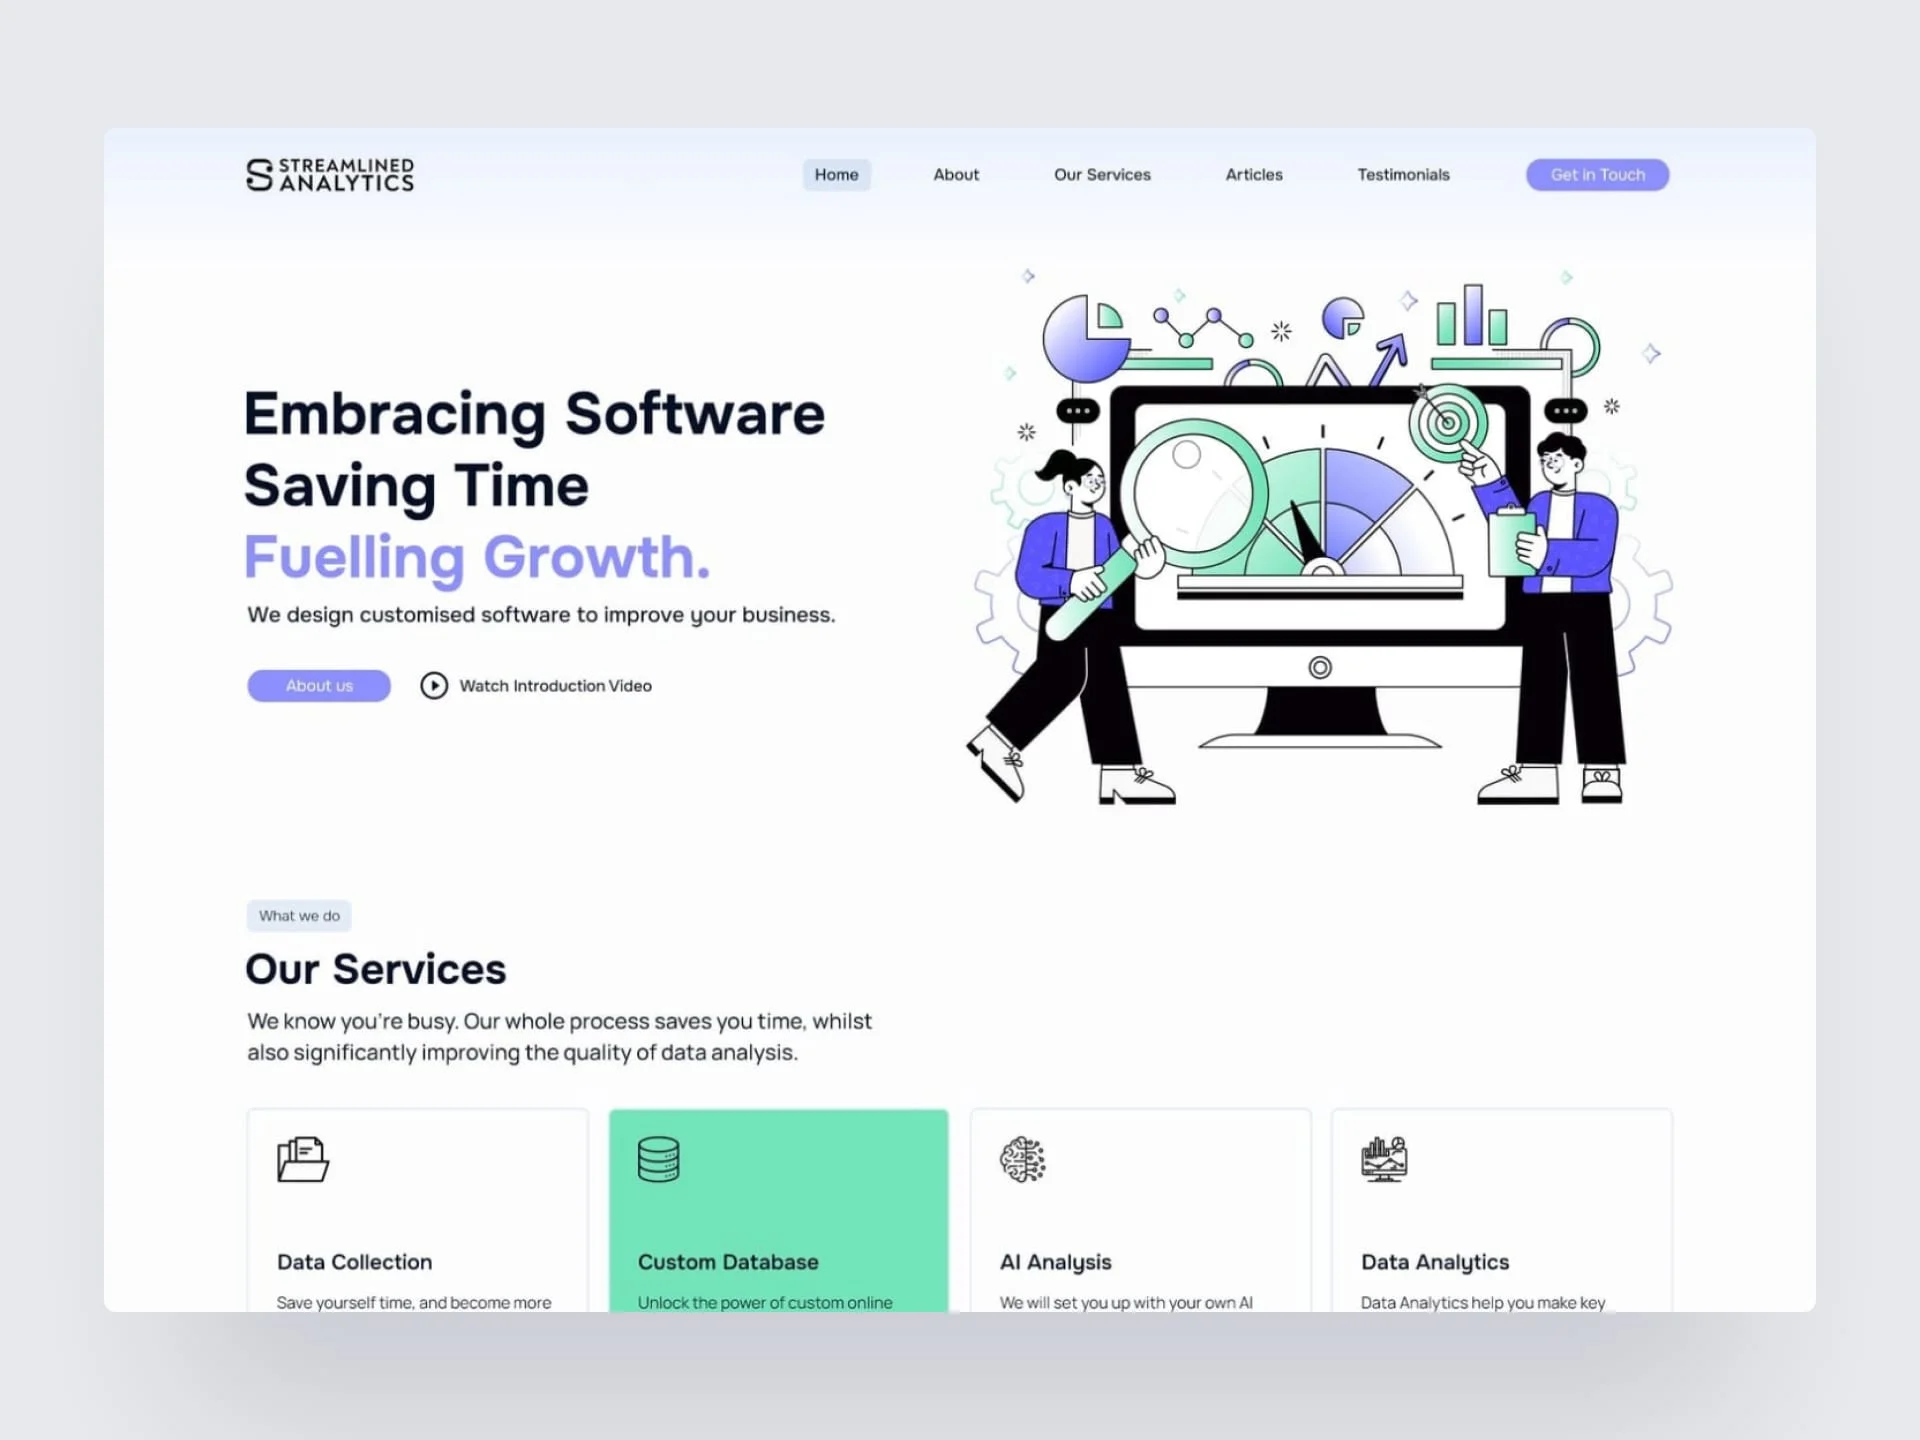 STREAMLINED
ANALYTICS
Home
About
Our Services
Articles
Testimonials
Get in Touch
Embracing Software
Saving Time
Fuelling Growth.
We design customised software to improve your business.
About us
Watch Introduction Video
What we do
Our Services
We know you're busy. Our whole process saves you time, whilst
also significantly improving the quality of data analysis.
Data Collection
Save yourself time, and become more
Custom Database
Unlock the power of custom online
AI Analysis
We will set you up with your own AI
Data Analytics
Data Analytics help you make key